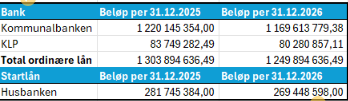 Bank Beløp per 31.12.2025 Beløp per 31.12.2026
Kommunalbanken 1 220 145 354,00 1 169 613 779,38
KLP 83 749 282,49 80 280 857,11
Total ordinære lån 1 303 894 636,49 1 249 894 636,49
Startlån Beløp per 31.12.2025 Beløp per 31.12.2026
Husbanken 281 745 384,00 269 448 598,00